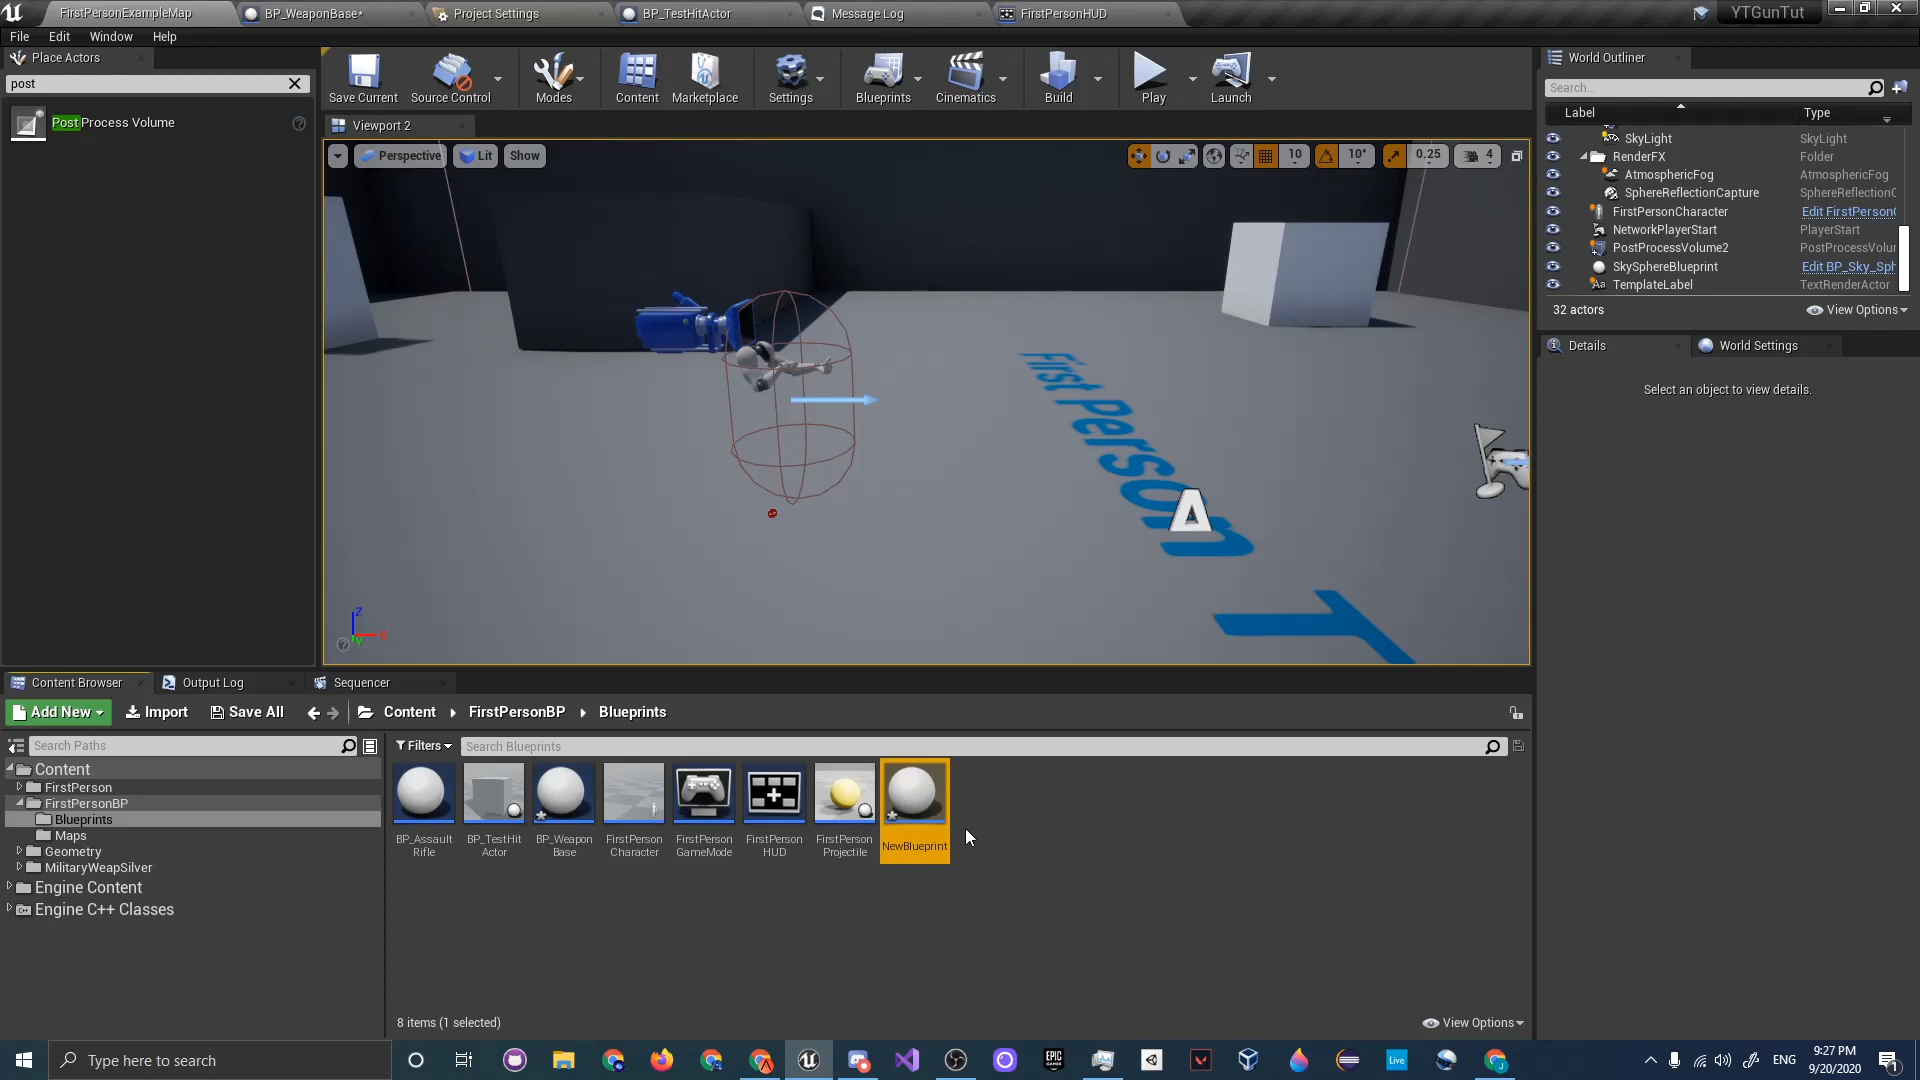 FirstPersonExampleMap
BP_WeaponBase*
Project Settings
BP_TestHitActor
Message Log
FirstPersonHUD
YTGunTut
File
Edit
Window
Help
Place Actors
post
Post Process Volume
Save Current
Source Control
Modes
Content
Marketplace
Settings
Blueprints
Cinematics
Build
Play
Launch
Viewport 2
Perspective
Lit
Show
10
10°
0.25
4
First Person T
A
Z
X
Y
World Outliner
Search...
Label
Type
SkyLight
SkyLight
RenderFX
Folder
AtmosphericFog
AtmosphericFog
SphereReflectionCapture
SphereReflectionC
FirstPersonCharacter
Edit FirstPersonC
NetworkPlayerStart
PlayerStart
PostProcessVolume2
PostProcessVolur
SkySphereBlueprint
Edit BP_Sky_Sph
TemplateLabel
TextRenderActor
32 actors
View Options
Details
World Settings
Select an object to view details.
Content Browser
Output Log
Sequencer
Add New
Import
Save All
Content
FirstPersonBP
Blueprints
Search Paths
Filters
Search Blueprints
Content
FirstPerson
FirstPersonBP
Blueprints
Maps
Geometry
MilitaryWeapSilver
Engine Content
Engine C++ Classes
BP_Assault
Rifle
BP_TestHit
Actor
BP_Weapon
Base
FirstPerson
Character
FirstPerson
GameMode
FirstPerson
HUD
FirstPerson
Projectile
NewBlueprint
8 items (1 selected)
View Options
Type here to search
EPIC
GAMES
Live
ENG
9:27 PM
9/20/2020
1